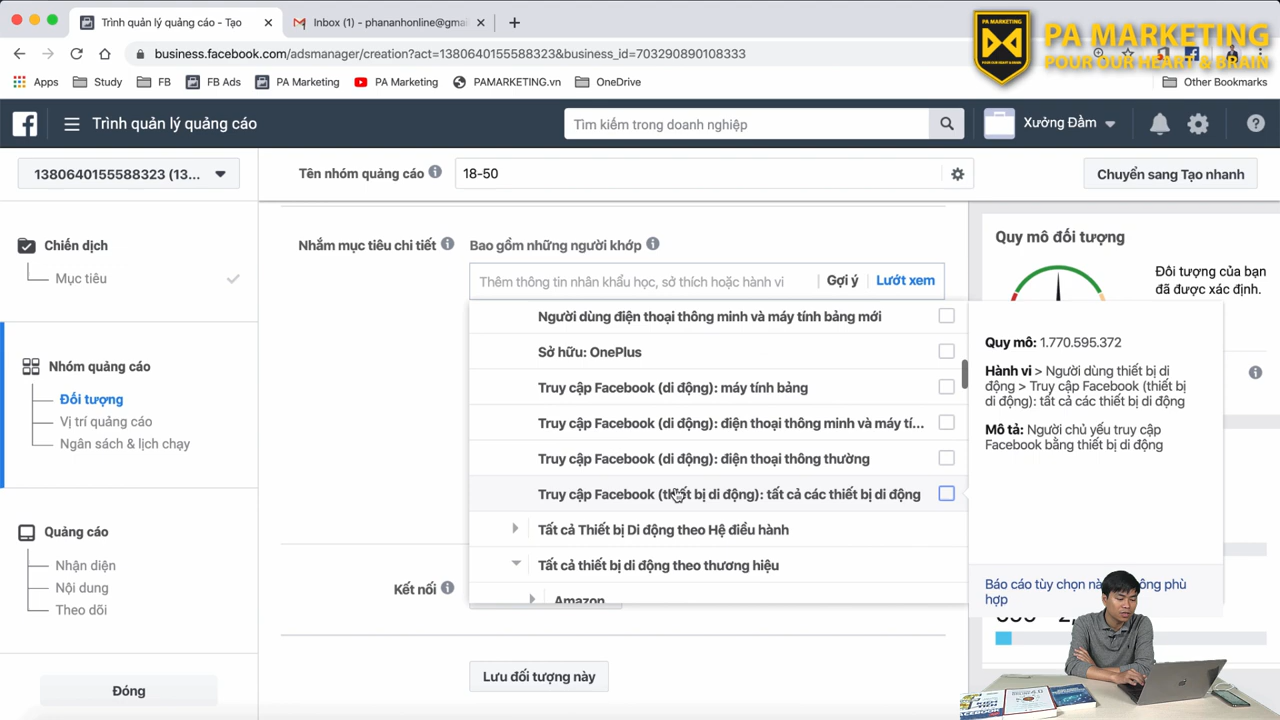 Trình quản lý quảng cáo - Tạo
Inbox (1) - phananhonline@gma
business.facebook.com/adsmanager/creation?act=1380640155588323&business_id=703290890108333
PA MARKETING
POUR OUR HEART & BRAIN
PA MARKETING
Apps
Study
FB
FB Ads
PA Marketing
PA Marketing
PAMARKETING
OneDrive
Other Bookmarks
Trình quản lý quảng cáo
Tìm kiếm trong doanh nghiệp
Xưởng Đầm
1380640155588323 (13...
Tên nhóm quảng cáo
18-50
Chuyển sang Tạo nhanh
Chiến dịch
Mục tiêu
Nhóm quảng cáo
Đối tượng
Vị trí quảng cáo
Ngân sách & lịch chạy
Quảng cáo
Nhận diện
Nội dung
Theo dõi
Đóng
Nhắm mục tiêu chi tiết
Bao gồm những người khớp
Thêm thông tin nhân khẩu học, sở thích hoặc hành vi
Gợi ý
Lướt xem
Người dùng điện thoại thông minh và máy tính bảng mới
Sở hữu: OnePlus
Truy cập Facebook (di động): máy tính bảng
Truy cập Facebook (di động): điện thoại thông minh và máy tí...
Truy cập Facebook (di động): điện thoại thông thường
Truy cập Facebook (thiết bị di động): tất cả các thiết bị di động
Tất cả Thiết bị Di động theo Hệ điều hành
Tất cả thiết bị di động theo thương hiệu
Amazon
Kết nối
Lưu đối tượng này
Quy mô đối tượng
Đối tượng của bạn
đã được xác định.
Quy mô: 1.770.595.372
Hành vi > Người dùng thiết bị di
động > Truy cập Facebook (thiết
bị di động): tất cả các thiết bị di động
Mô tả: Người chủ yếu truy cập
Facebook bằng thiết bị di động
Báo cáo tùy chọn
phù
hợp